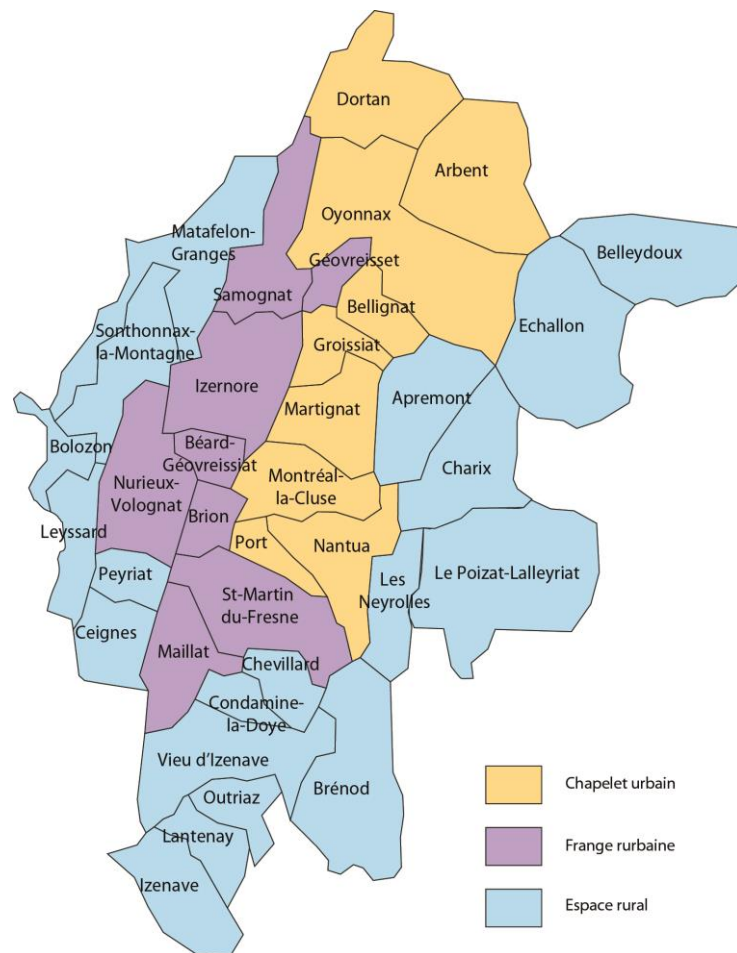 Dortan
Arbent
Oyonnax
Matafelon-
Granges
Géovreisset
Belleydoux
Samognat
Bellignat
Echallon
Sonthonnax-
la-Montagne
Groissiat
Izernore
Martignat
Apremont
Bolozon
Béard-
Géovreissiat
Charix
Nurieux-
Volognat
Montréal-
la-Cluse
Brion
Leyssard
Port
Nantua
Peyriat
Les
Neyrolles
Le Poizat-Lalleyriat
St-Martin
du-Fresne
Ceignes
Maillat
Chevillard
Condamine-
la-Doye
Vieu d'Izenave
Brénod
Outriaz
Lantenay
Izenave
Chapelet urbain
Frange rurbaine
Espace rural